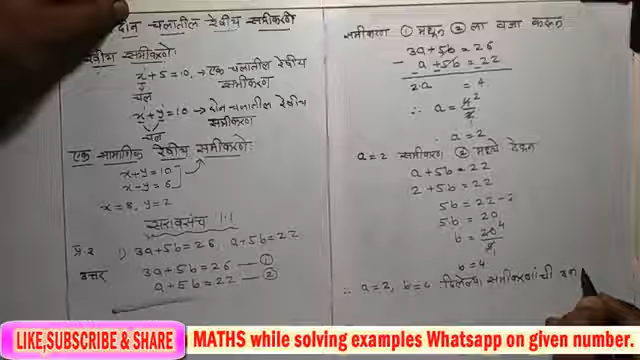 दोन चलातील रेषीय समीकरणे
रेषीय समीकरणे:
x + 5 = 10, → एक चलातील रेषीय
समीकरण
चल
x + y = 10 → दोन चलातील रेषीय
समीकरण
चल
एक सामायिक रेषीय समीकरणे:
x+y = 10
x-y = 6
x = 8, y = 2
सरावसंच 1.1
प्र.2 1) 3a+5b = 26, a+5b = 22
उत्तर 3a+5b = 26 — ①
a+5b = 22 — ②
समीकरण ① मधून ② ला वजा करून
3a + 5b = 26
- a + 5b = 22
2a = 4
∴ a = 4 2
2
∴ a = 2
a=2 समीकरण ② मध्ये ठेवून
a + 5b = 22
2 + 5b = 22
5b = 22-2
5b = 20
b = 20 4
5 1
b = 4
∴ a=2, b=4 दिलेल्या समीकरणांची उ
LIKE,SUBSCRIBE & SHARE MATHS while solving examples Whatsapp on given number.